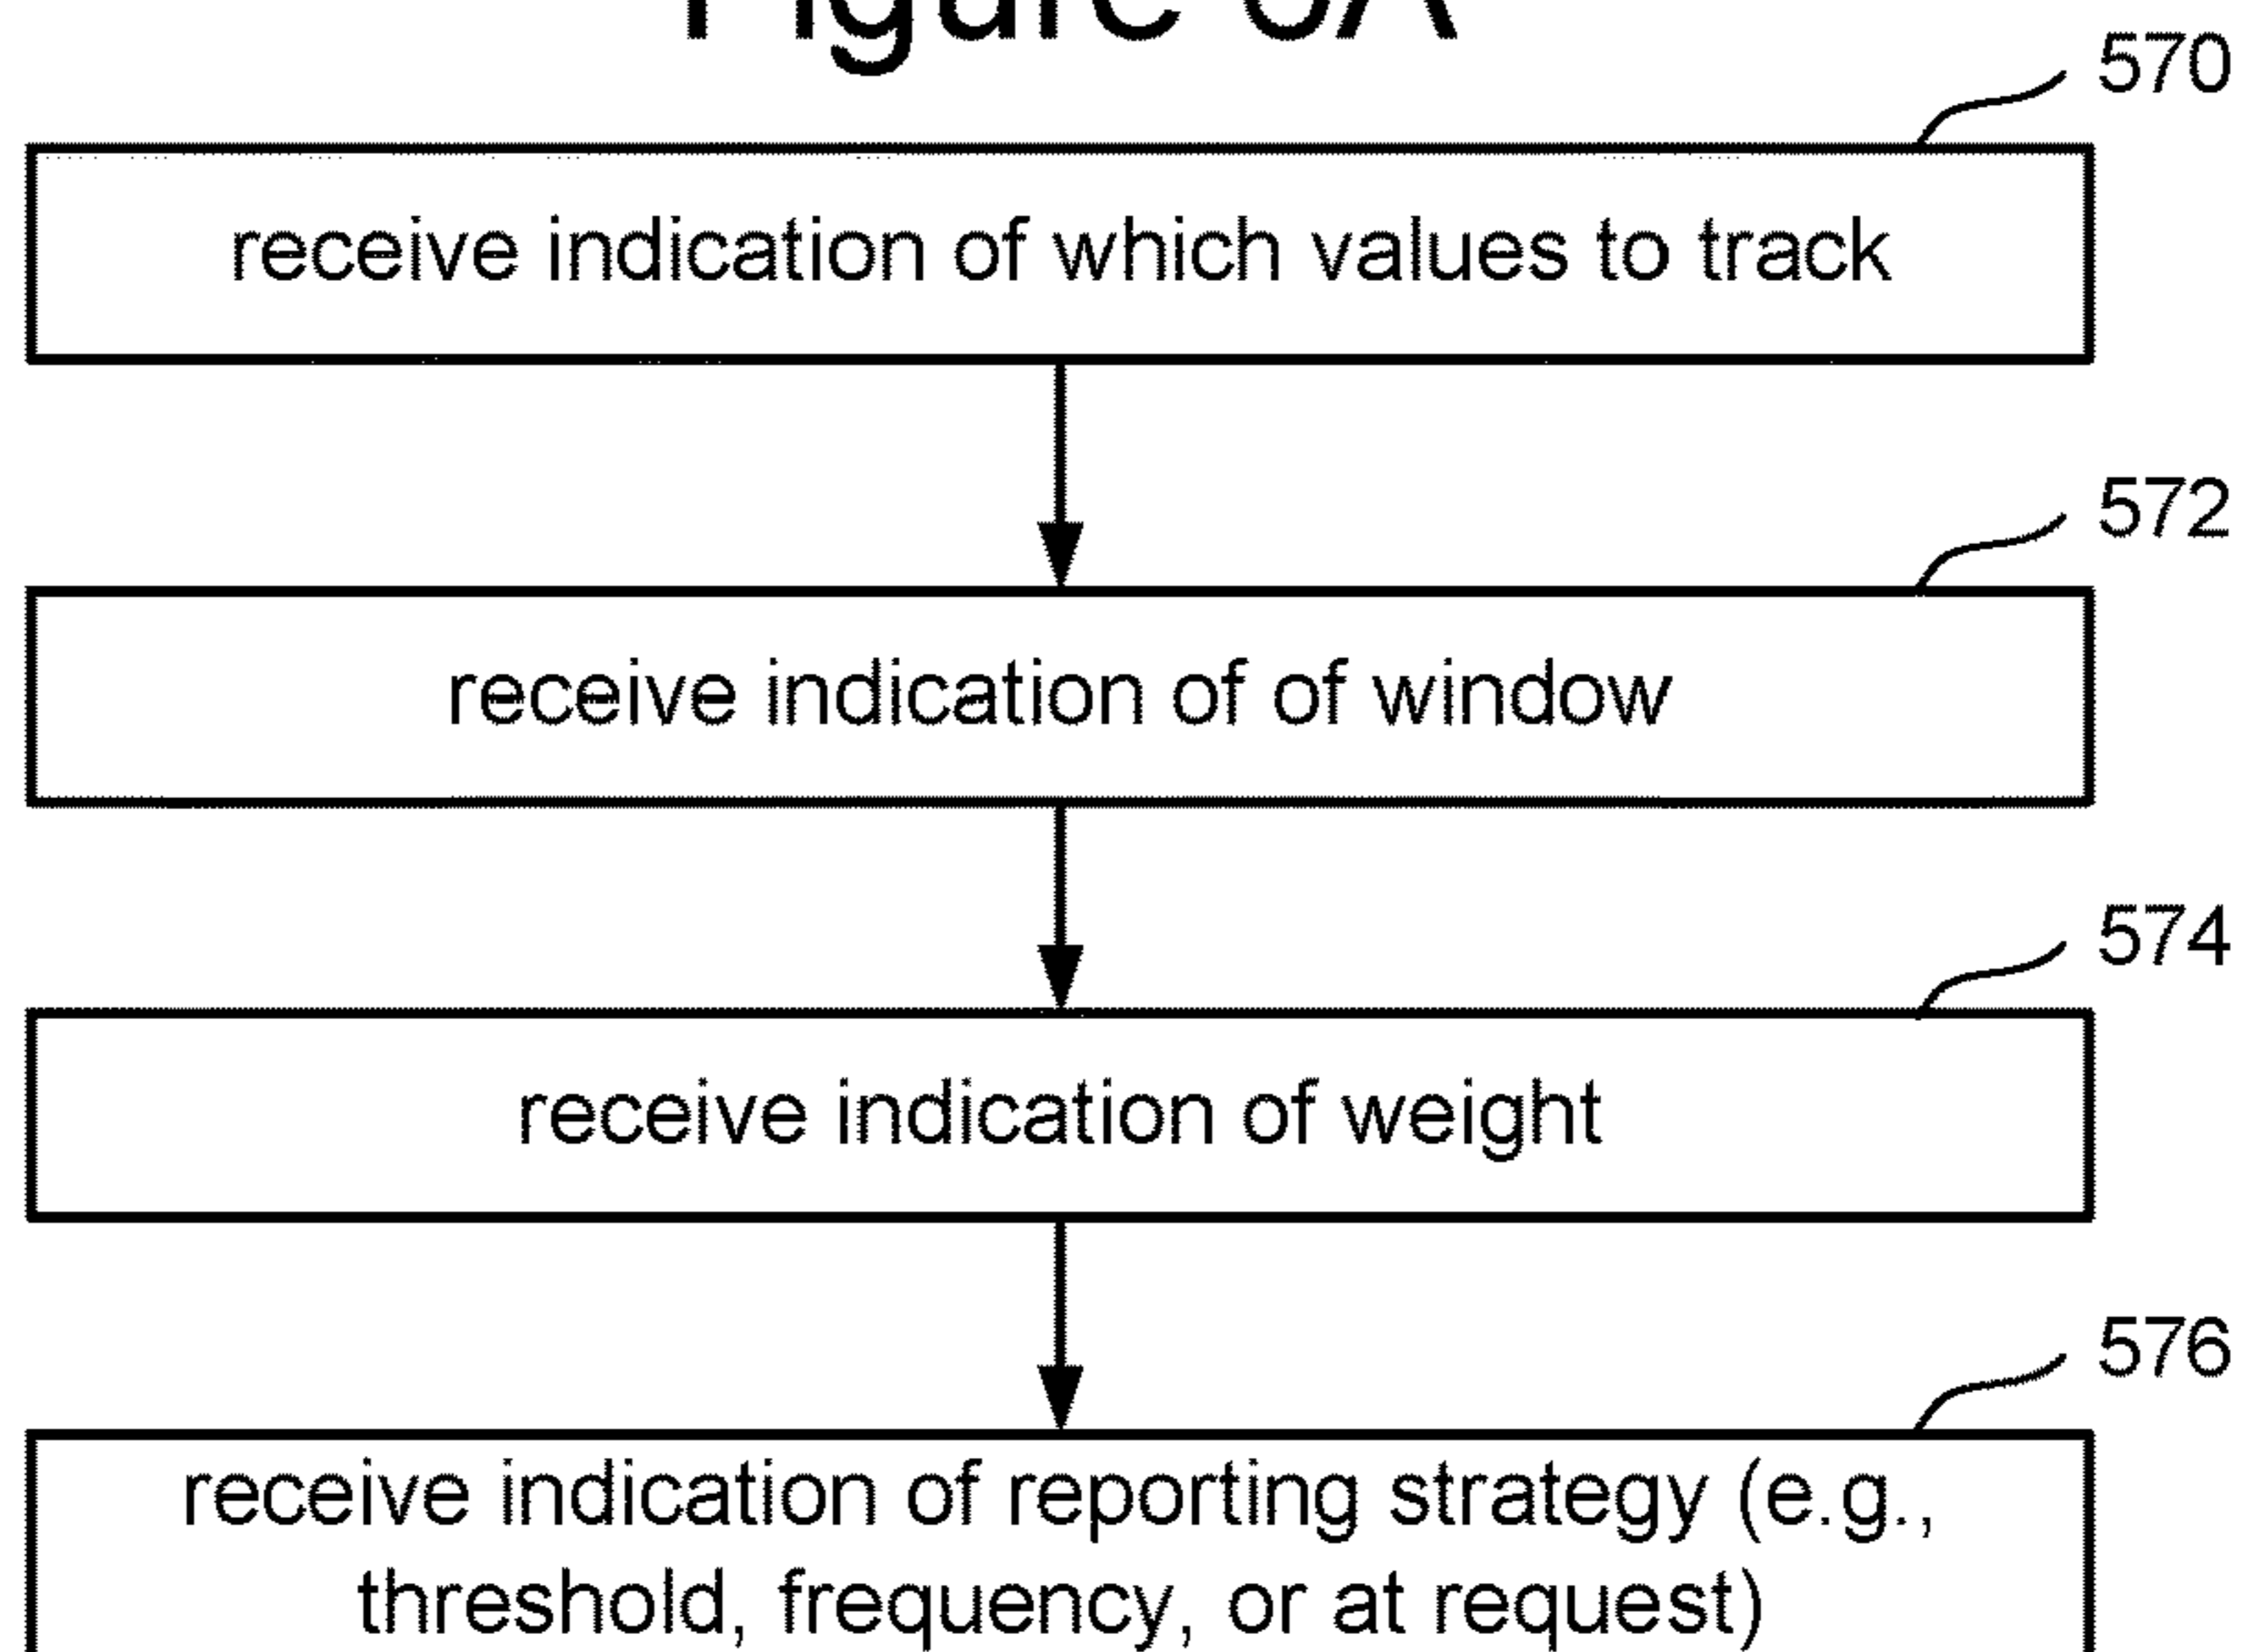 Figure
570
receive indication of which values to track
572
receive indication of of window
574
receive indication of weight
576
receive indication of reporting strategy (e.g.,
threshold, frequency, or at request)